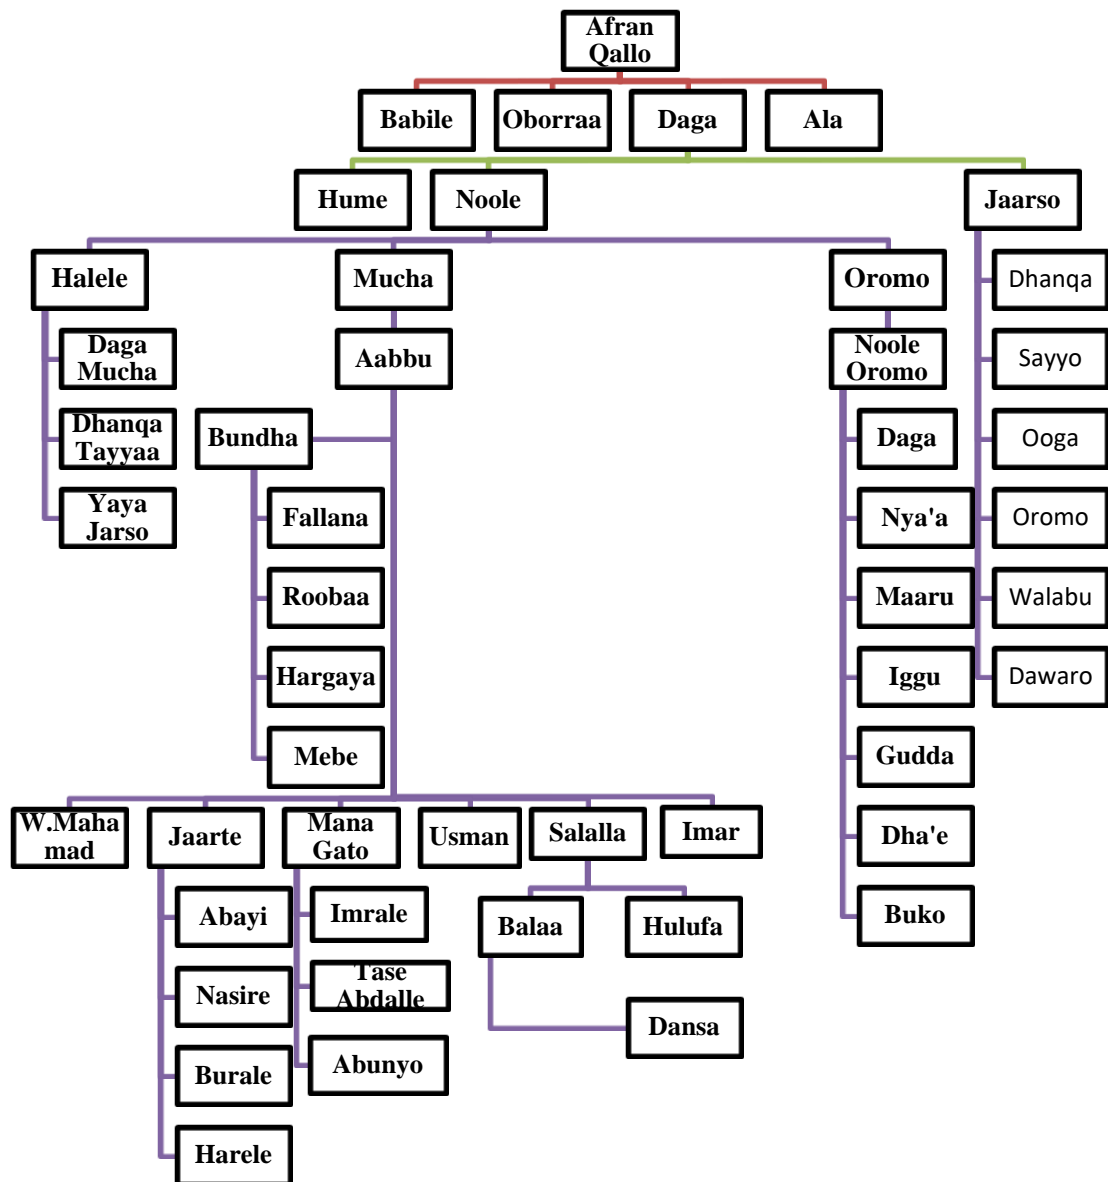 Afran
Qallo
Babile
Oborraa
Daga
Ala
Hume
Noole
Jaarso
Halele
Mucha
Oromo
Dhanqa
Daga
Mucha
Aabbu
Noole
Oromo
Sayyo
Dhanqa
Tayyaa
Bundha
Daga
Ooga
Yaya
Jarso
Fallana
Nya'a
Oromo
Roobaa
Maaru
Walabu
Hargaya
Iggu
Dawaro
Mebe
Gudda
W.Maha
mad
Jaarte
Mana
Gato
Usman
Salalla
Imar
Dha'e
Abayi
Imrale
Balaa
Hulufa
Buko
Nasire
Tase
Abdalle
Dansa
Burale
Abunyo
Harele